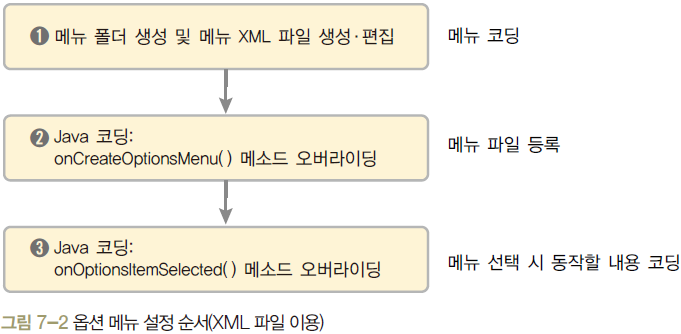 ❶ 메뉴 폴더 생성 및 메뉴 XML 파일 생성·편집
메뉴 코딩
❷ Java 코딩:
onCreateOptionsMenu( ) 메소드 오버라이딩
메뉴 파일 등록
❸ Java 코딩:
onOptionsItemSelected( ) 메소드 오버라이딩
메뉴 선택 시 동작할 내용 코딩
그림 7-2 옵션 메뉴 설정 순서(XML 파일 이용)